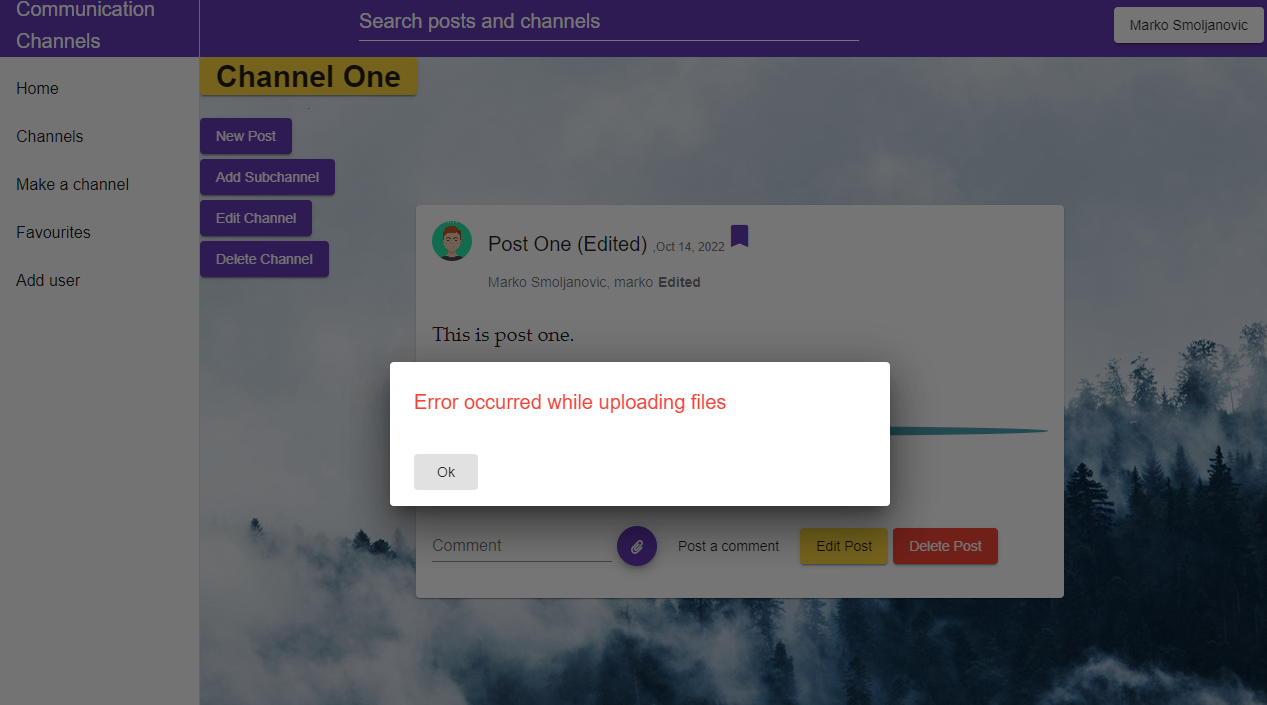 Communication
Channels
Search posts and channels
Marko Smoljanovic
Home
Channels
Make a channel
Favourites
Add user
Channel One
New Post
Add Subchannel
Edit Channel
Delete Channel
Post One (Edited) ,Oct 14, 2022
Marko Smoljanovic, marko Edited
This is post one.
Error occurred while uploading files
Ok
Comment
Post a comment
Edit Post
Delete Post